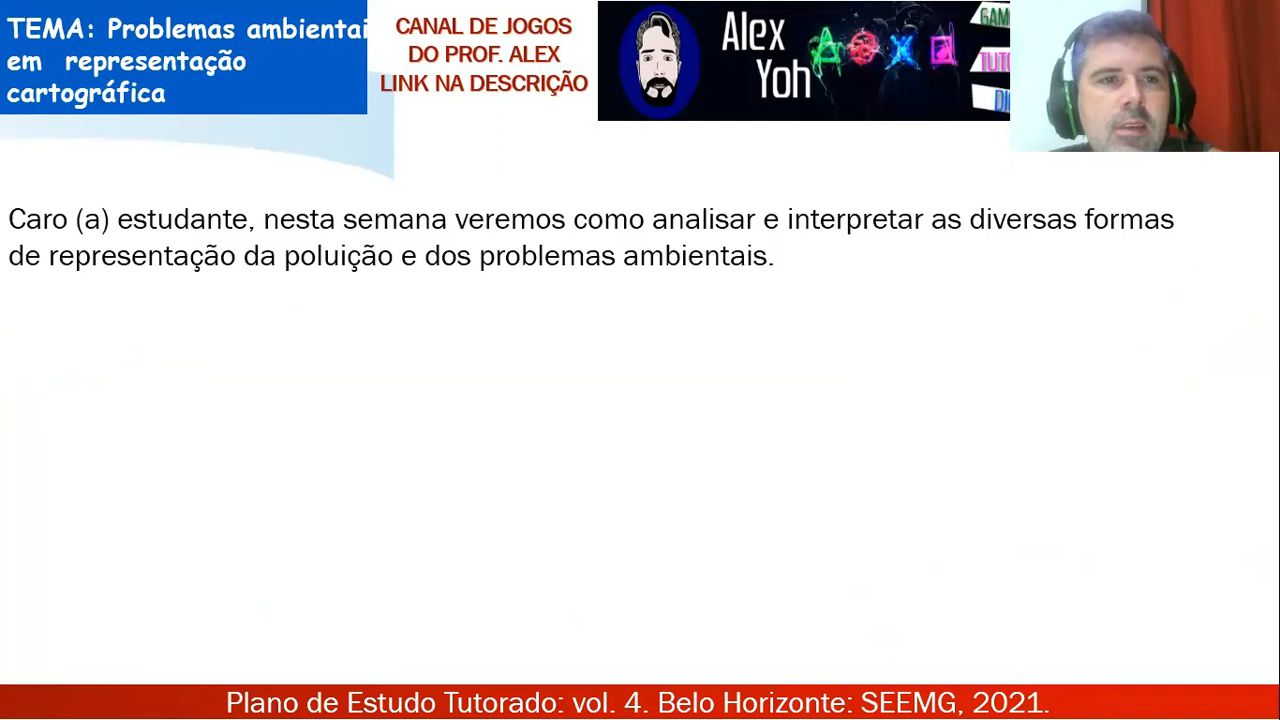 TEMA: Problemas ambientai
em representação
cartográfica
CANAL DE JOGOS
DO PROF. ALEX
LINK NA DESCRIÇÃO
Alex
Yoh
Caro (a) estudante, nesta semana veremos como analisar e interpretar as diversas formas
de representação da poluição e dos problemas ambientais.
Plano de Estudo Tutorado: vol. 4. Belo Horizonte: SEEMG, 2021.